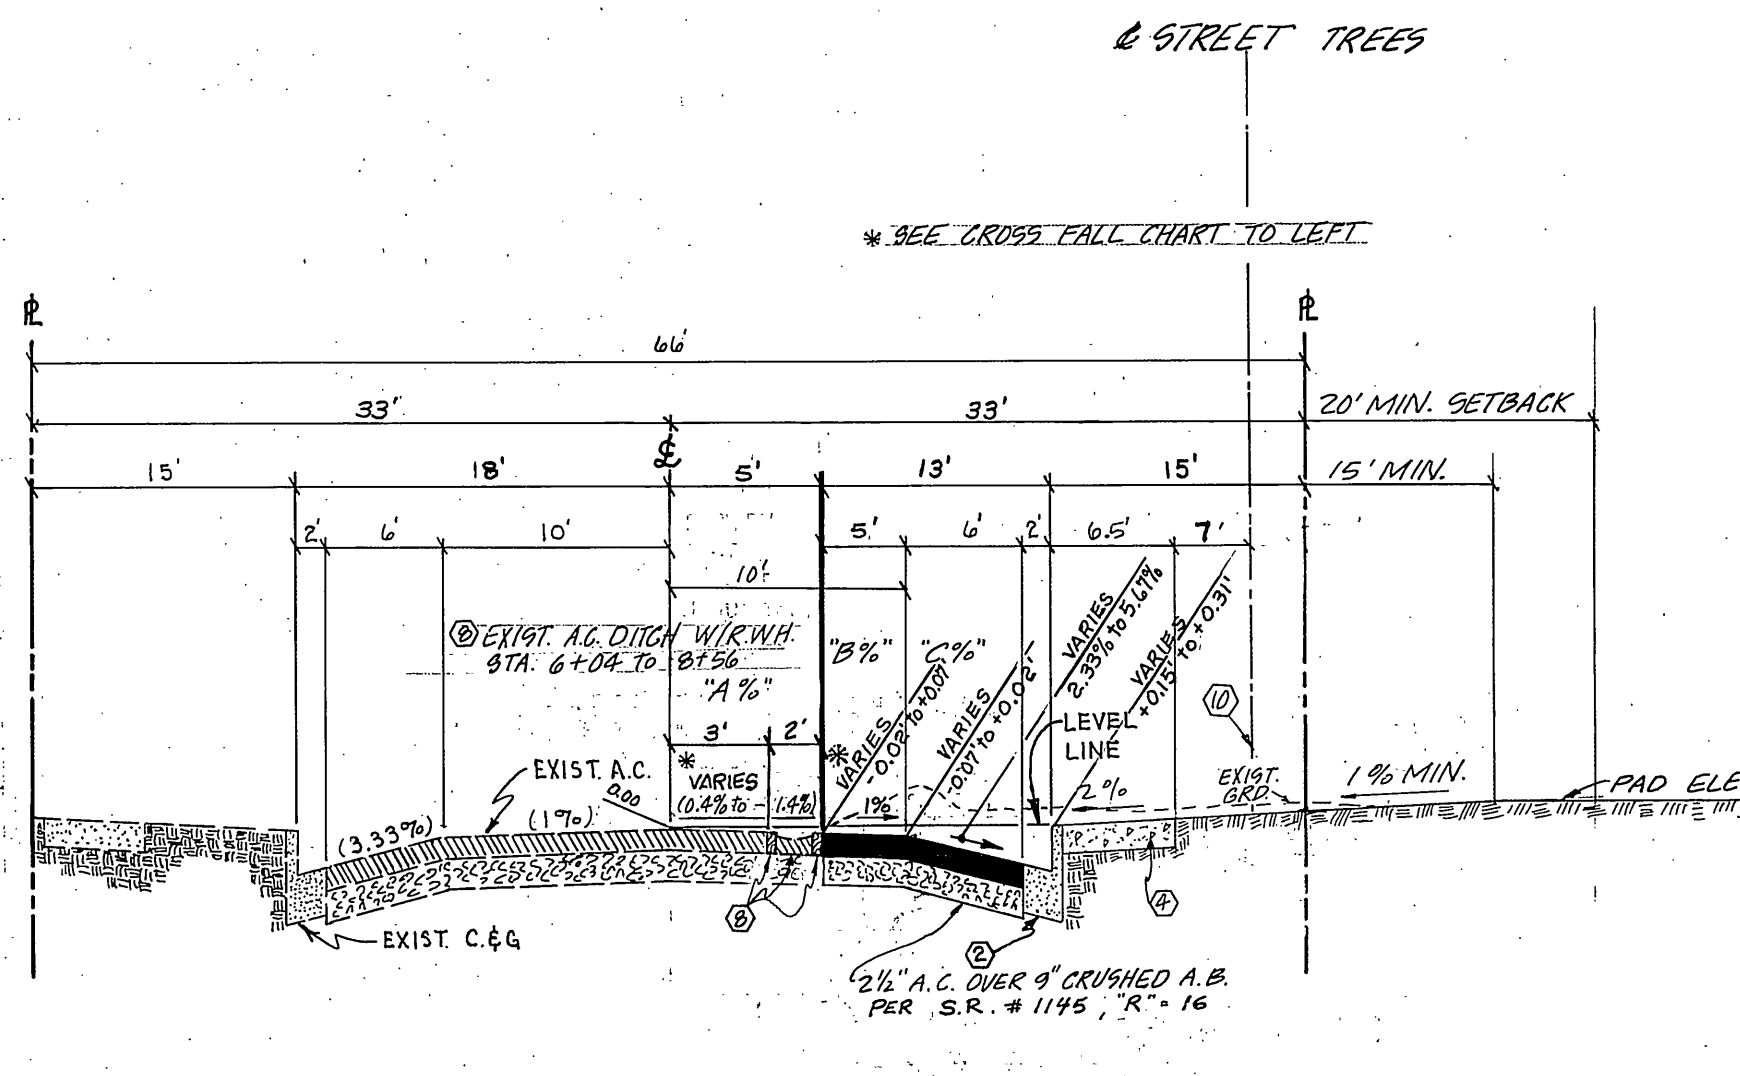 ℄ STREET TREES
* SEE CROSS FALL CHART TO LEFT
℄ ℄
66'
33' 33' 20' MIN. SETBACK
℄
15' 18' 5' 13' 15' 15' MIN.
2' 6' 10' 5' 6' 2' 6.5' 7'
10'
⑧ EXIST. A.C. DITCH W/R.W.H.
STA. 6+04 TO 8+56
"A%"
"B%" "C%"
VARIES
2.33% to 5.67%
VARIES
+0.15' to +0.31'
* VARIES
-0.02' to +0.07'
VARIES
-0.07' to +0.02'
3' 2'
LEVEL
LINE
10
EXIST. A.C.
0.00
* VARIES
(0.4% to - 1.4%)
1%
2%
EXIST.
GRD.
1% MIN.
PAD ELE
(3.33%) (1%)
8
4
2
EXIST. C.&G
2½" A.C. OVER 9" CRUSHED A.B.
PER S.R. # 1145, "R"= 16